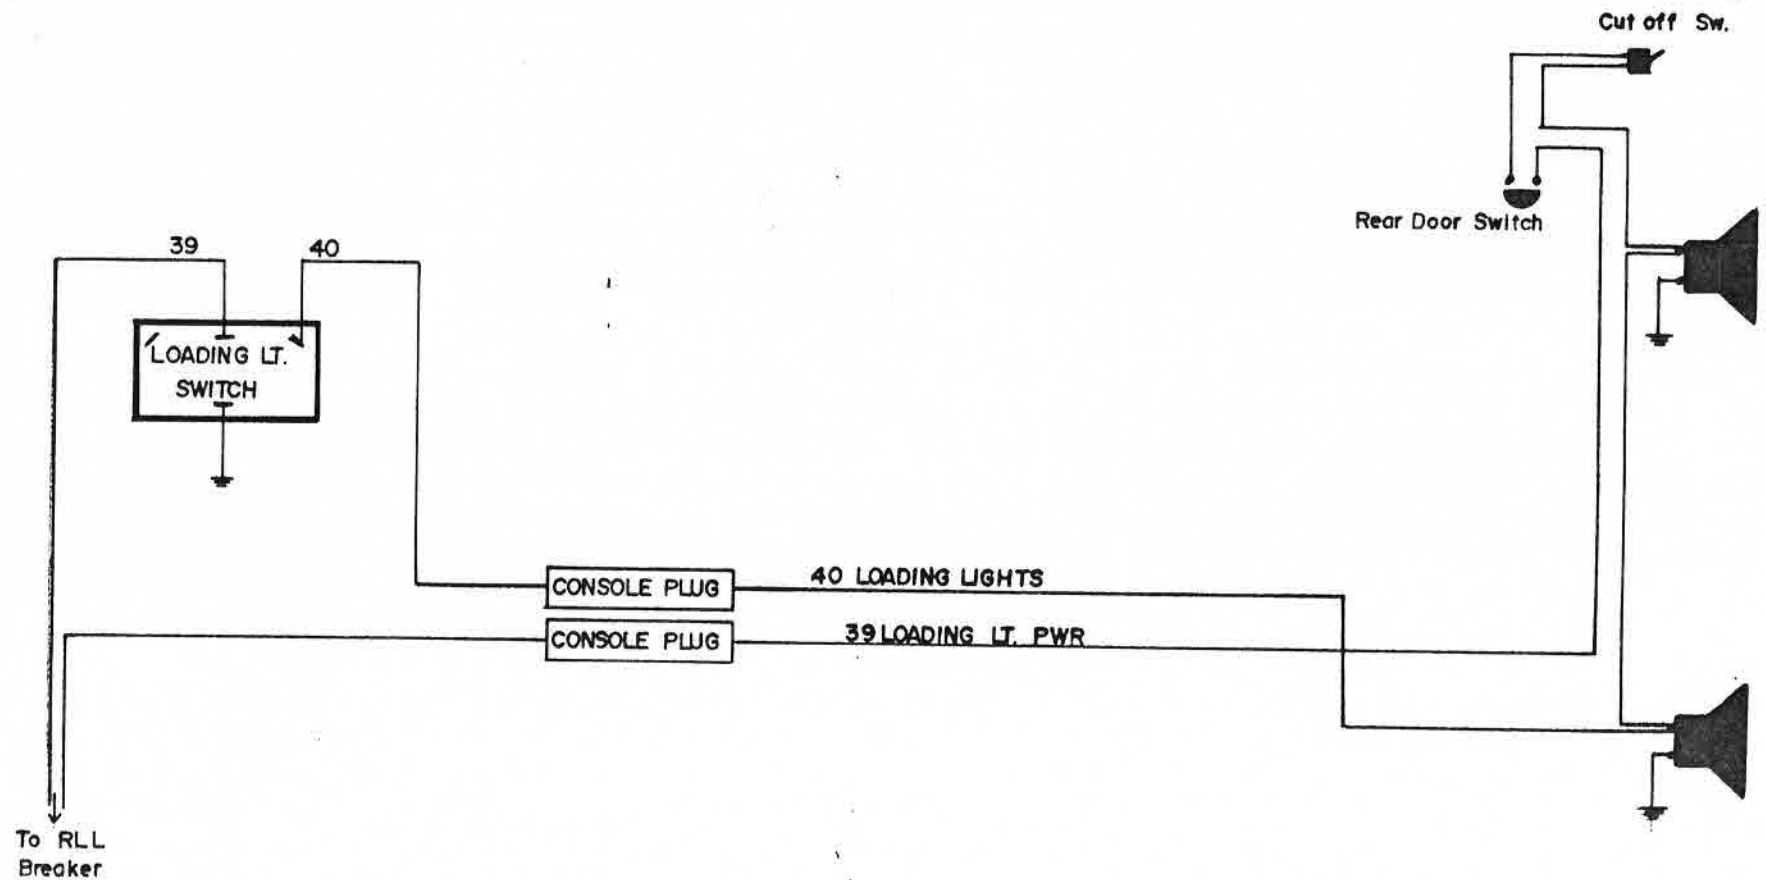 Cut off Sw.
Rear Door Switch
39
40
LOADING LT.
SWITCH
CONSOLE PLUG
40 LOADING LIGHTS
CONSOLE PLUG
39 LOADING LT. PWR
To RLL
Breaker